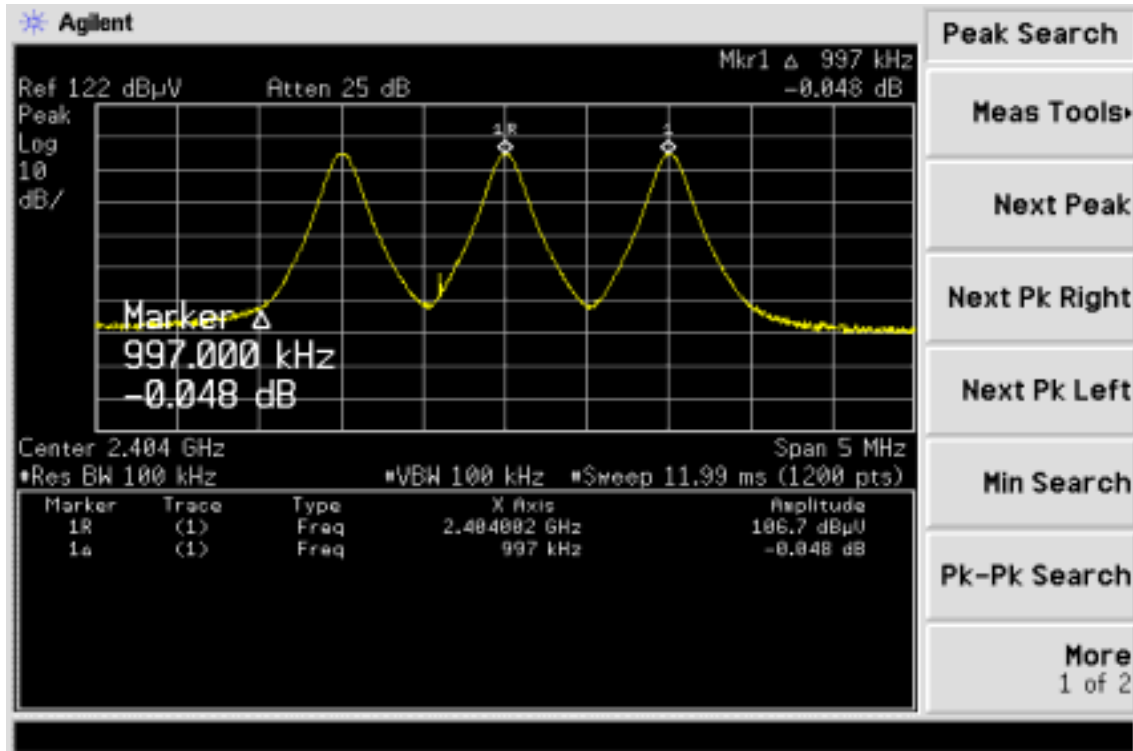 Agilent
Peak Search
Mkr1 Δ 997 kHz
Ref 122 dBµV Atten 25 dB -0.048 dB
Peak
Log
10
dB/
1R 1
Marker Δ
997.000 kHz
-0.048 dB
Center 2.404 GHz Span 5 MHz
#Res BW 100 kHz #VBW 100 kHz #Sweep 11.99 ms (1200 pts)
Marker Trace Type X Axis Amplitude
1R (1) Freq 2.404002 GHz 106.7 dBµV
1Δ (1) Freq 997 kHz -0.048 dB
Meas Tools
Next Peak
Next Pk Right
Next Pk Left
Min Search
Pk-Pk Search
More
1 of 2